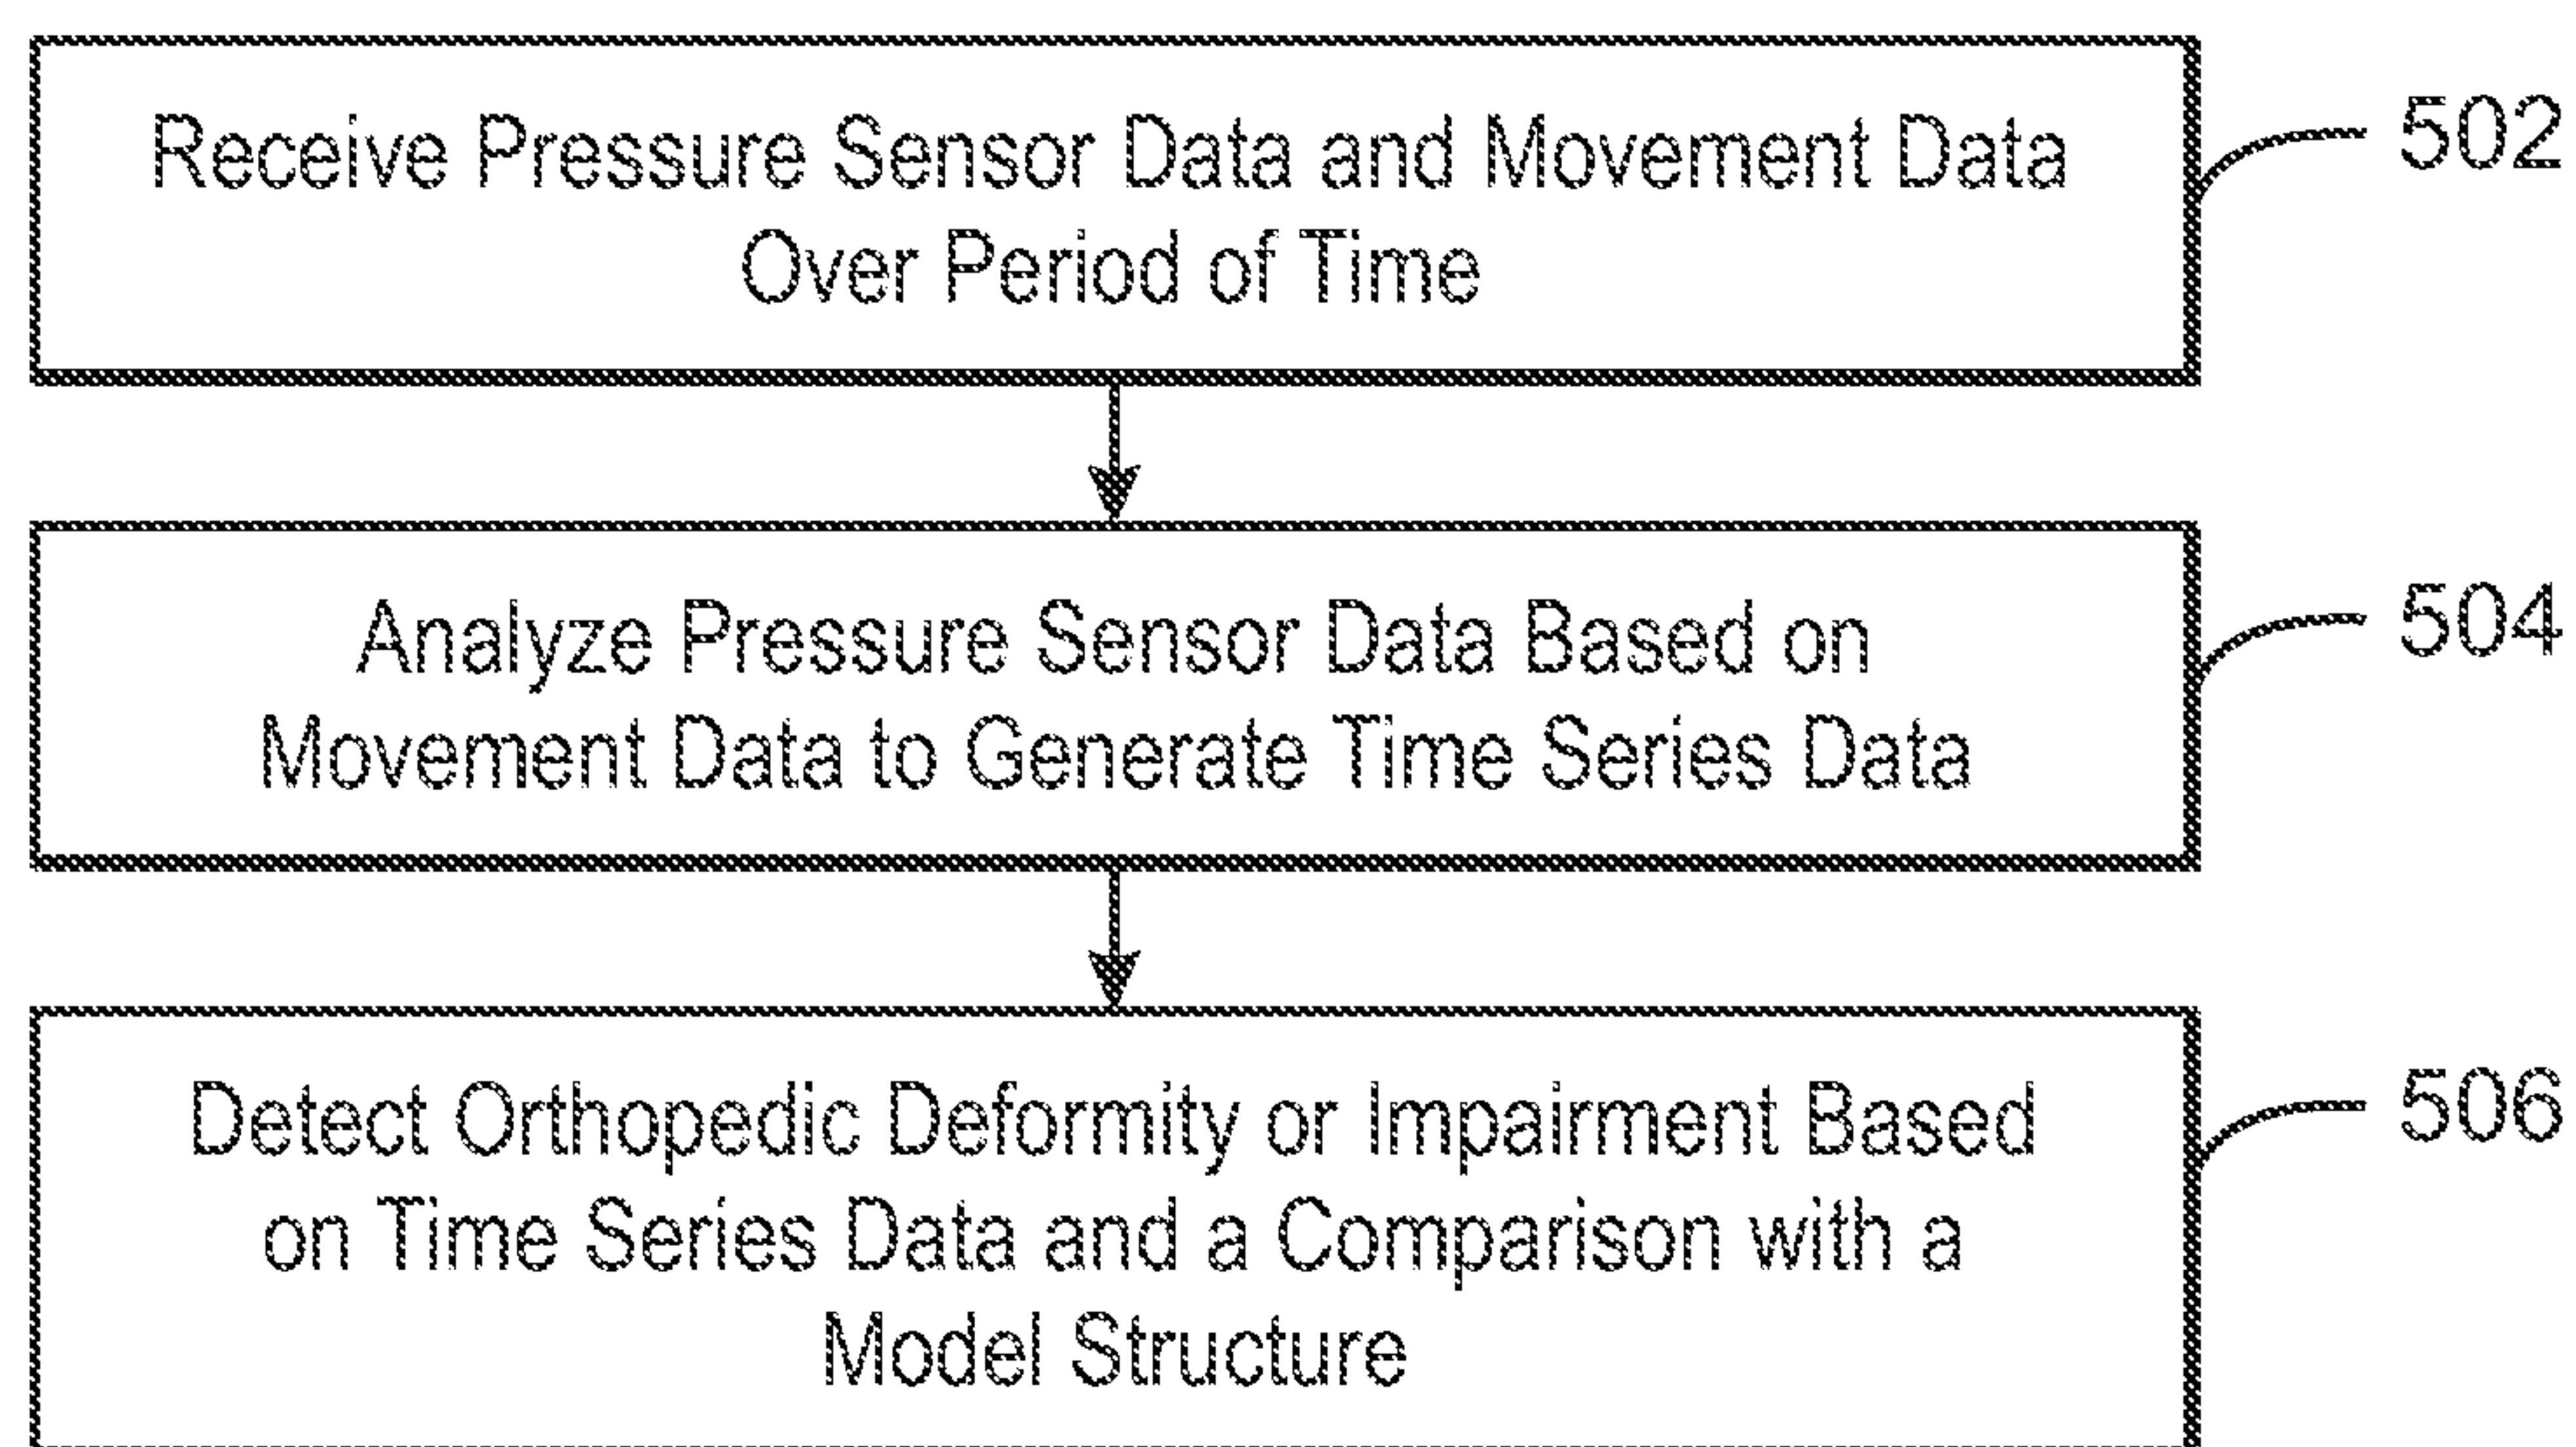 Receive Pressure Sensor Data and Movement Data
Over Period of Time
502
Analyze Pressure Sensor Data Based on
Movement Data to Generate Time Series Data
504
Detect Orthopedic Deformity or Impairment Based
on Time Series Data and a Comparison with a
Model Structure
506